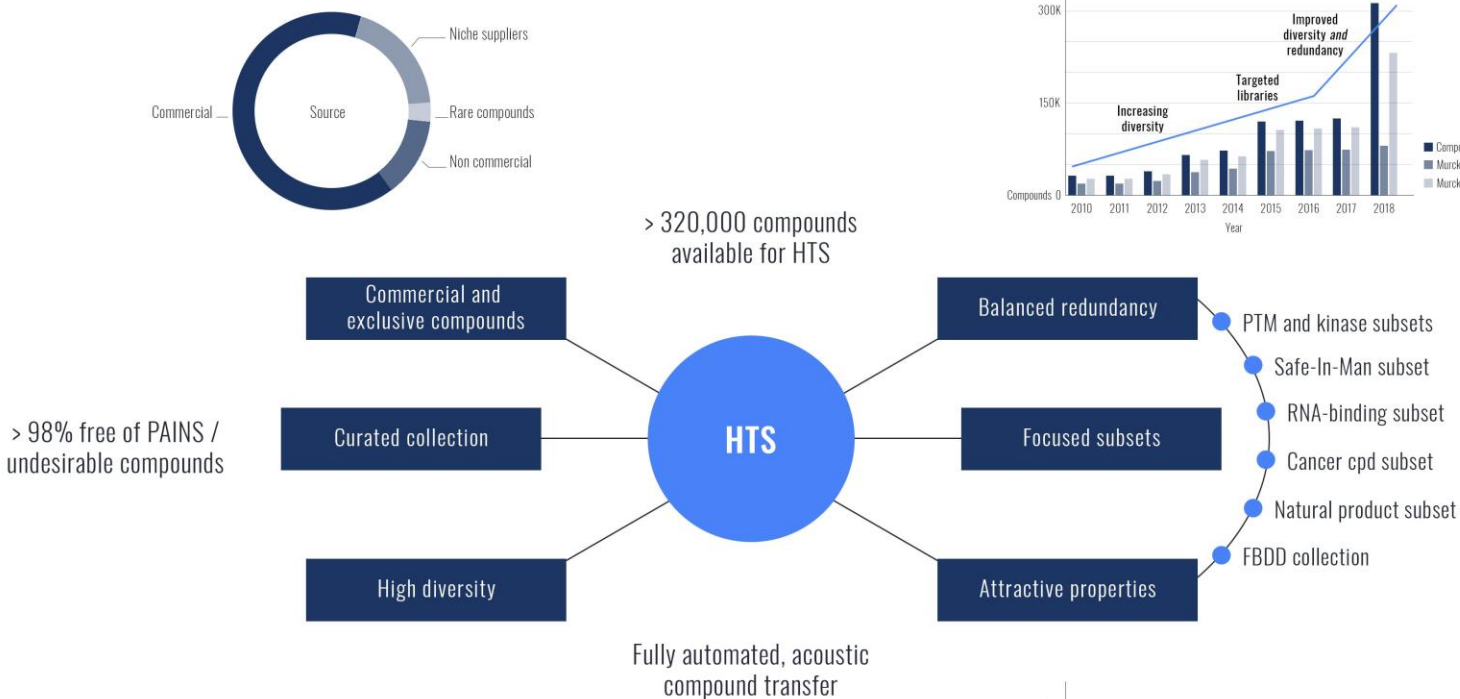 Niche suppliers
Commercial
Source
Rare compounds
Non commercial
300K
150K
Compounds 0
Increasing
diversity
Targeted
libraries
Improved
diversity and
redundancy
2010 2011 2012 2013 2014 2015 2016 2017 2018
Year
Murck
Murck
> 320,000 compounds
available for HTS
Commercial and
exclusive compounds
Balanced redundancy
> 98% free of PAINS /
undesirable compounds
Curated collection
HTS
Focused subsets
High diversity
Attractive properties
PTM and kinase subsets
Safe-In-Man subset
RNA-binding subset
Cancer cpd subset
Natural product subset
FBDD collection
Fully automated, acoustic
compound transfer